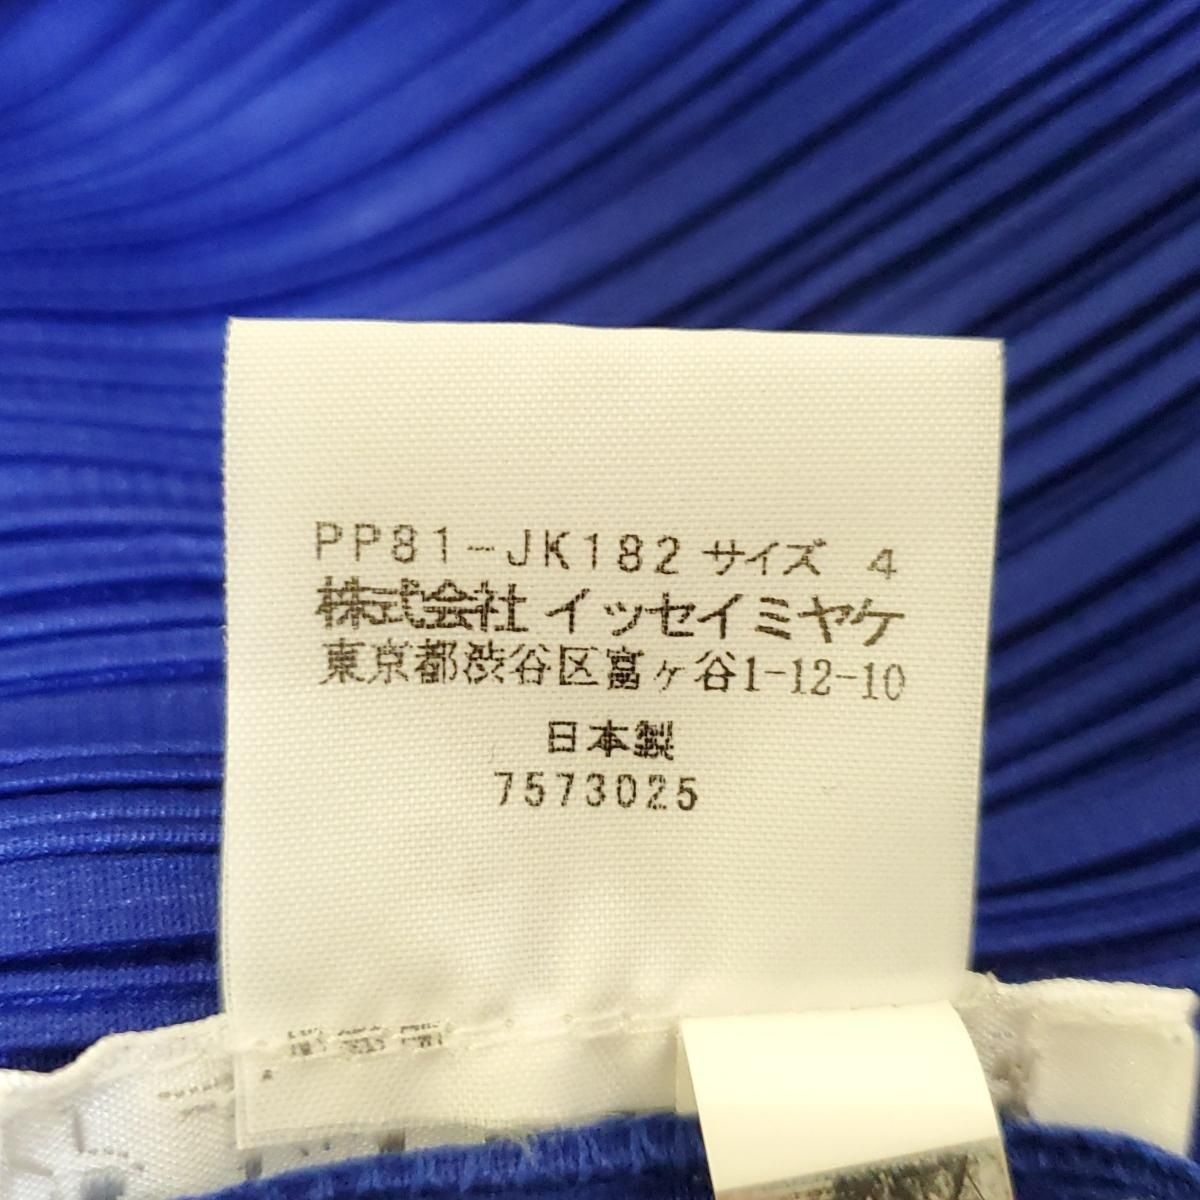 PP81-JK182 サイズ 4
株式会社 イッセイミヤケ
東京都渋谷区富ヶ谷1-12-10
日本製
7573025